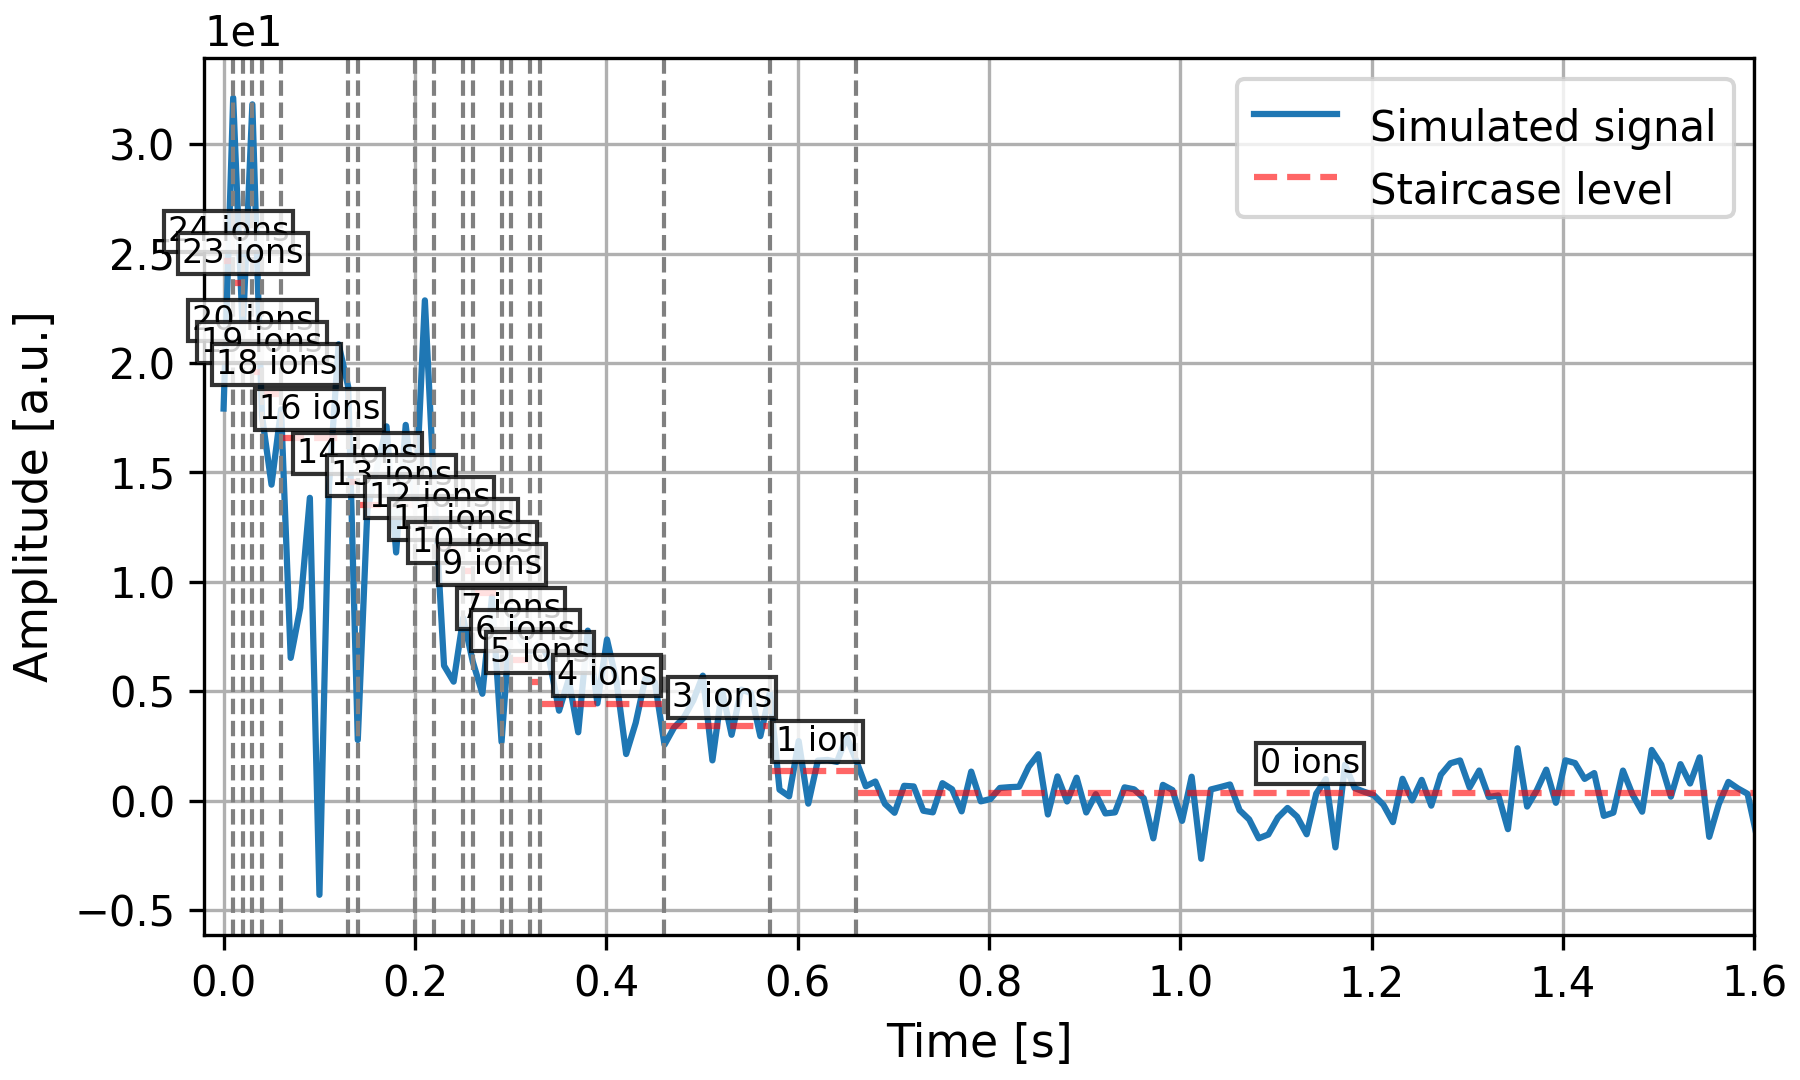 1e1
Simulated signal
Staircase level
3.0
2.5
2.0
1.5
1.0
0.5
0.0
−0.5
24 ions
23 ions
20 ions
19 ions
18 ions
16 ions
14 ions
13 ions
12 ions
11 ions
10 ions
9 ions
7 ions
6 ions
5 ions
4 ions
3 ions
1 ion
0 ions
Amplitude [a.u.]
0.0 0.2 0.4 0.6 0.8 1.0 1.2 1.4 1.6
Time [s]